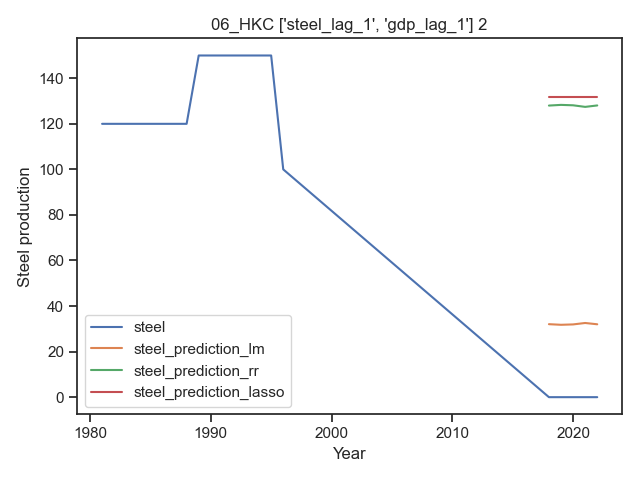 06_HKC ['steel_lag_1', 'gdp_lag_1'] 2
Steel production
140
120
100
80
60
40
20
0
steel
steel_prediction_lm
steel_prediction_rr
steel_prediction_lasso
1980
1990
2000
2010
2020
Year